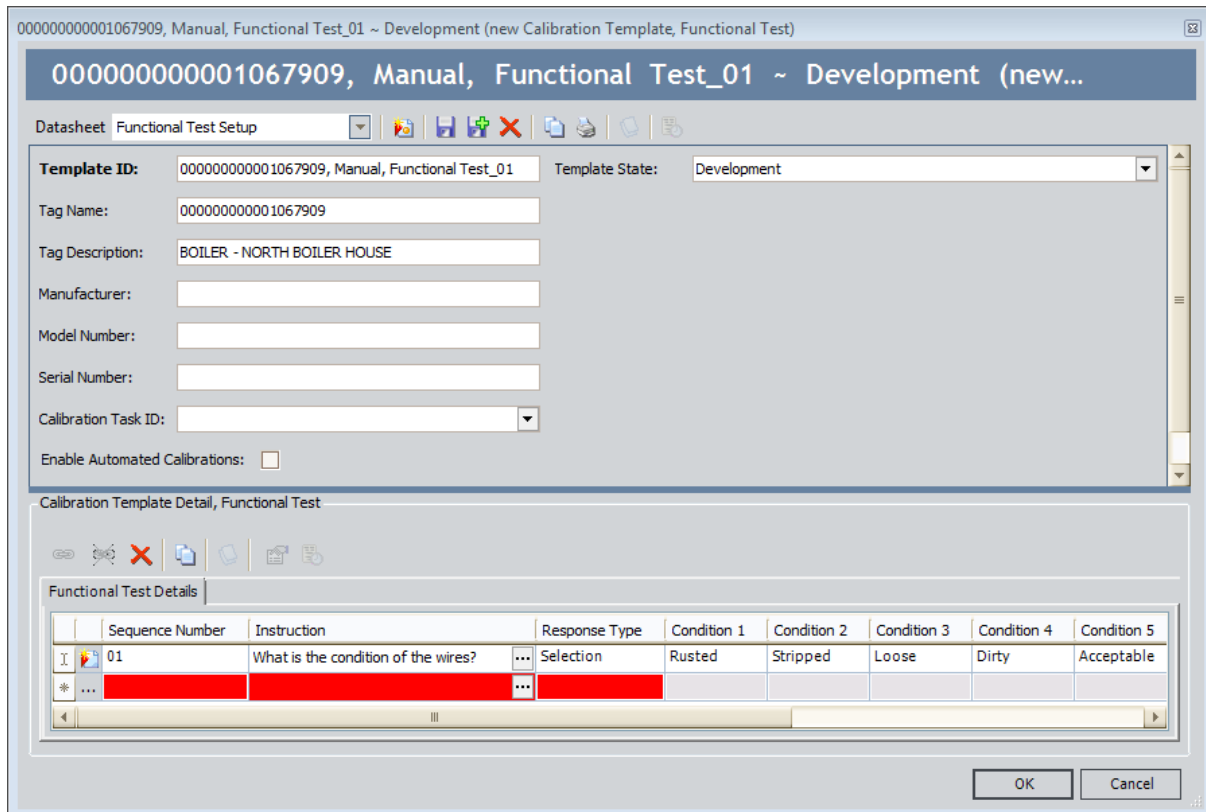 000000000001067909, Manual, Functional Test_01 ~ Development (new Calibration Template, Functional Test)
000000000001067909, Manual, Functional Test_01 ~ Development (new...
Datasheet Functional Test Setup
Template ID: 000000000001067909, Manual, Functional Test_01 Template State: Development
Tag Name: 000000000001067909
Tag Description: BOILER - NORTH BOILER HOUSE
Manufacturer:
Model Number:
Serial Number:
Calibration Task ID:
Enable Automated Calibrations:
Calibration Template Detail, Functional Test
Functional Test Details
Sequence Number Instruction Response Type Condition 1 Condition 2 Condition 3 Condition 4 Condition 5
01 What is the condition of the wires? ... Selection Rusted Stripped Loose Dirty Acceptable
* ... ...
OK Cancel